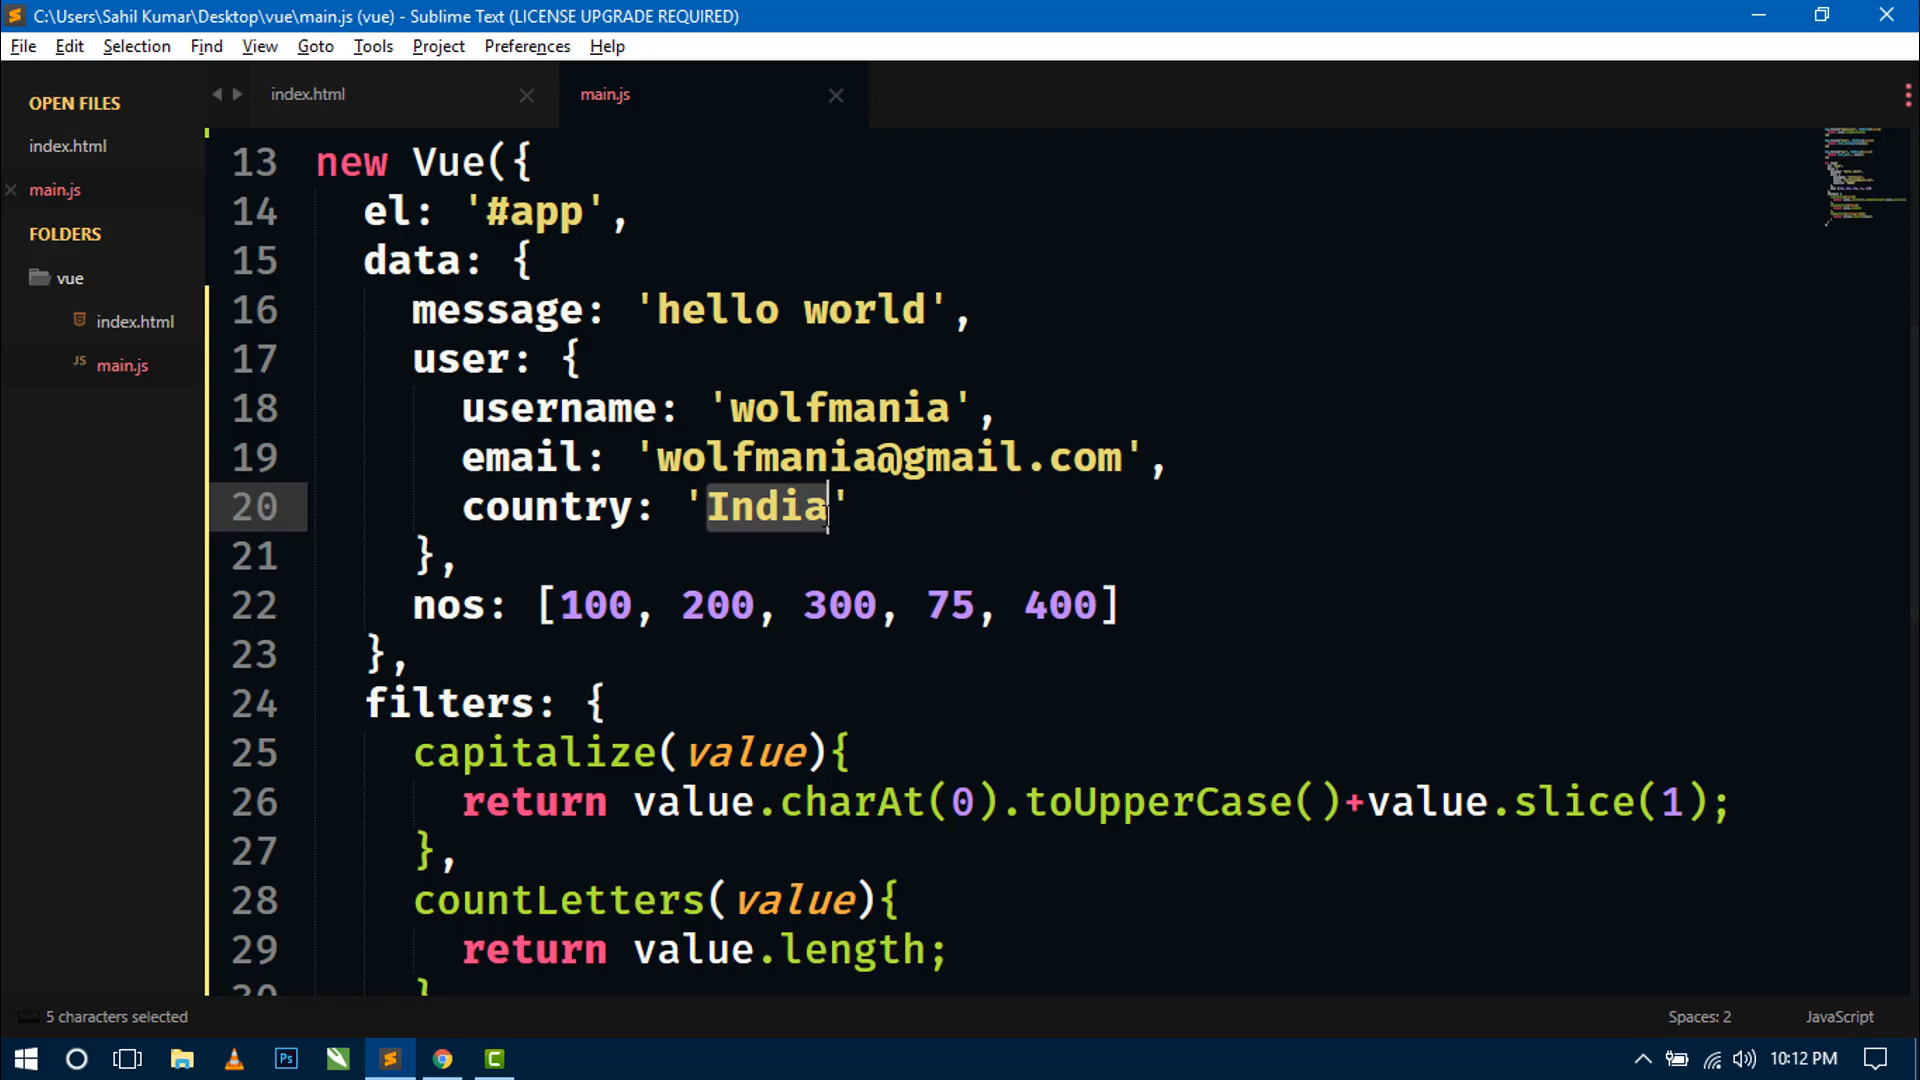 C:\Users\Sahil Kumar\Desktop\vue\main.js (vue) - Sublime Text (LICENSE UPGRADE REQUIRED)
File Edit Selection Find View Goto Tools Project Preferences Help
OPEN FILES
index.html
main.js
FOLDERS
vue
index.html
JS main.js
index.html main.js
13 new Vue({
14 el: '#app',
15 data: {
16 message: 'hello world',
17 user: {
18 username: 'wolfmania',
19 email: 'wolfmania@gmail.com',
20 country: 'India'
21 },
22 nos: [100, 200, 300, 75, 400]
23 },
24 filters: {
25 capitalize(value){
26 return value.charAt(0).toUpperCase()+value.slice(1);
27 },
28 countLetters(value){
29 return value.length;
30 }
5 characters selected Spaces: 2 JavaScript
Ps 10:12 PM